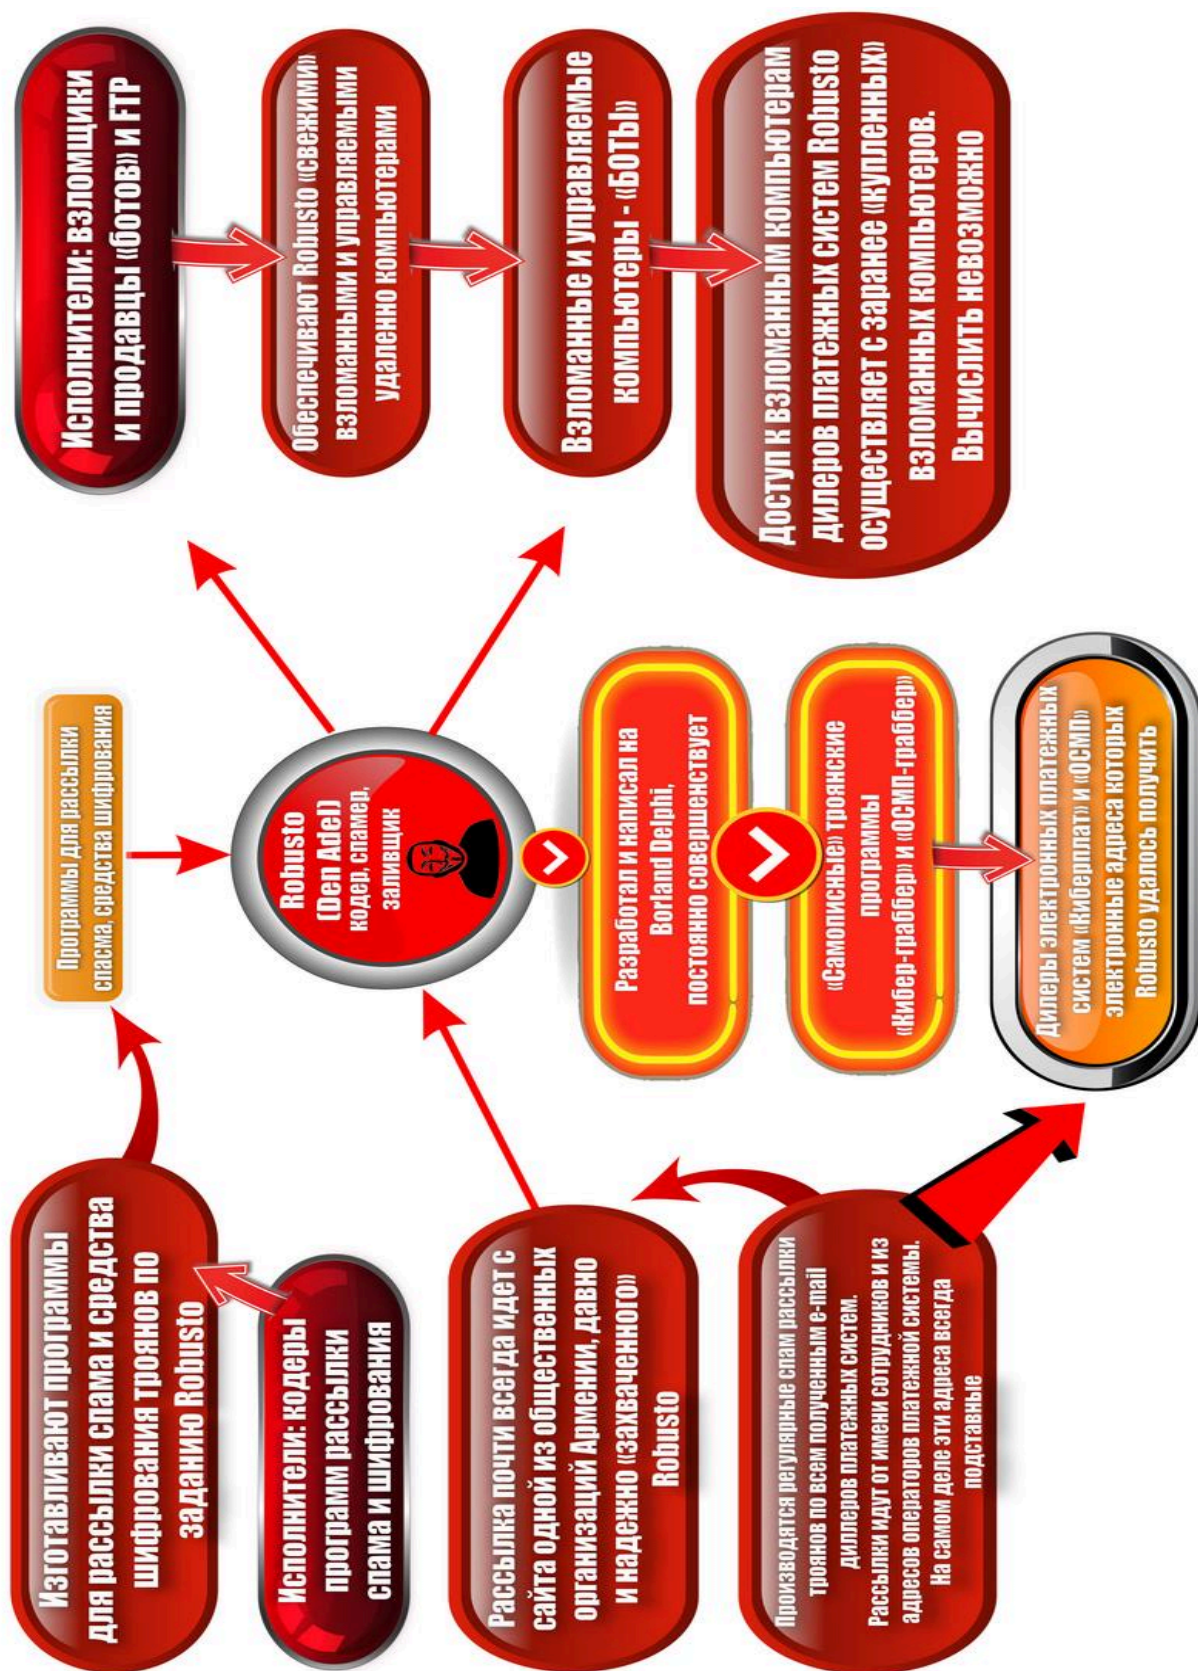 Изготавливают программы
для рассылки спама и средства
шифрования троянов по
заданию Robusto
Исполнители: кодеры
программ рассылки
спама и шифрования
Рассылка почти всегда идет с
сайта одной из общественных
организаций Армении, давно
и надежно «захваченного»
Robusto
Производятся регулярные спам рассылки
троянов по всем полученным e-mail
диллеров платежных систем.
Рассылки идут от имени сотрудников и из
адресов операторов платежной системы.
На самом деле эти адреса всегда
подставные
Программы для рассылки
спасма, средства шифрования
Robusto
(Den Adel)
кодер, спамер,
заливщик
Разработал и написал на
Borland Delphi,
постоянно совершенствует
«Самописные» троянские
программы
«Кибер-граббер» и «ОСМП-граббер»
Дилеры электронных платежных
систем «Киберплат» и «ОСМП»
электронные адреса которых
Robusto удалось получить
Исполнители: взломщики
и продавцы «ботов» и FTP
Обеспечивают Robusto «свежими»
взломанными и управляемыми
удаленно компьютерами
Взломанные и управляемые
компьютеры - «БОТЫ»
Доступ к взломанным компьютерам
дилеров платежных систем Robusto
осуществляет с заранее «купленных»
взломанных компьютеров.
Вычислить невозможно